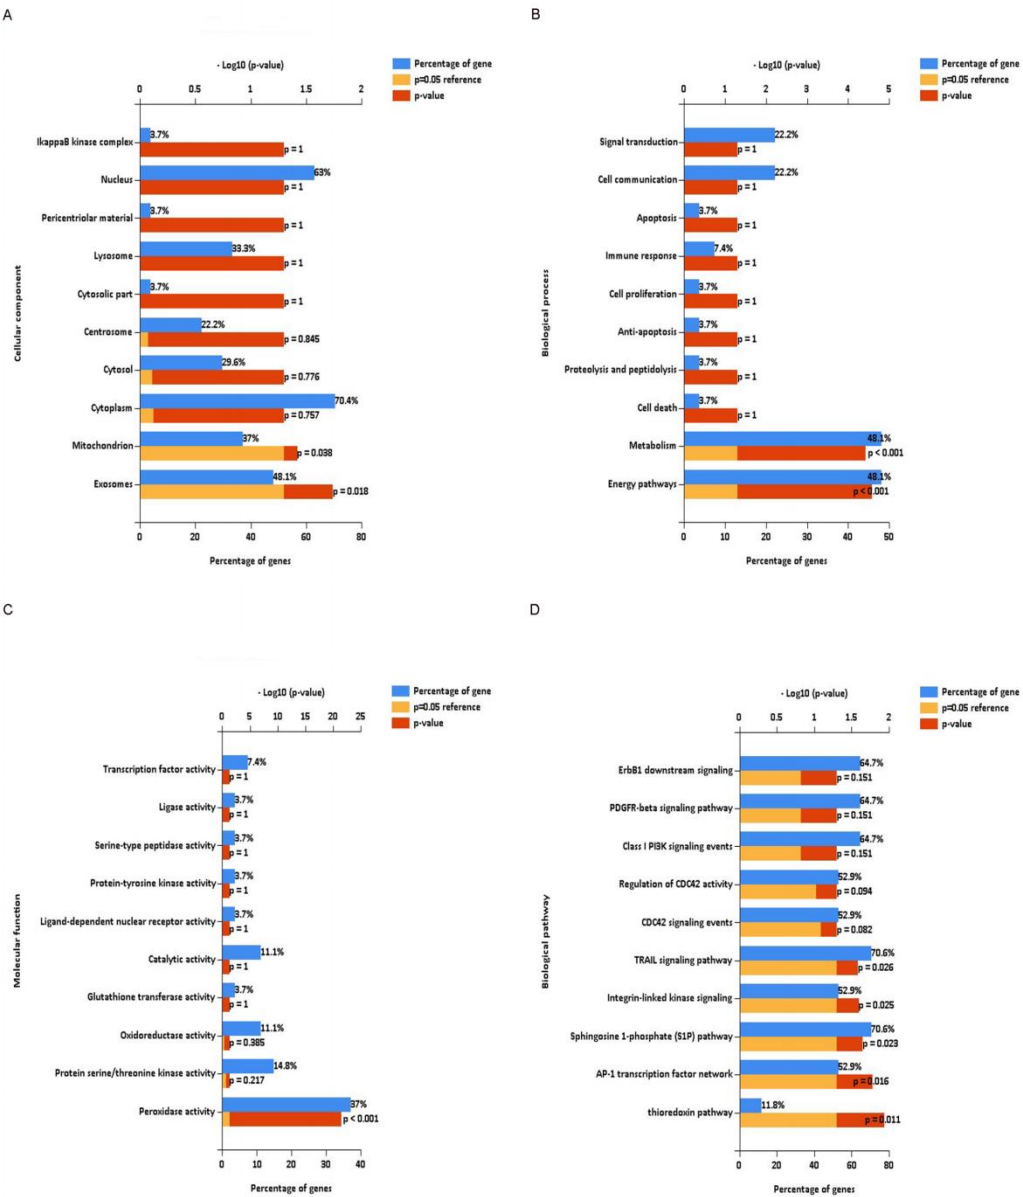 A
- Log10 (p-value)
Percentage of gene
p=0.05 reference
p-value
0 0.5 1 1.5 2
IkappaB kinase complex 3.7%
p = 1
Nucleus 63%
p = 1
Pericentriolar material 3.7%
p = 1
Lysosome 33.3%
p = 1
Cytosolic part 3.7%
p = 1
Centrosome 22.2%
p = 0.845
Cytosol 29.6%
p = 0.776
Cytoplasm 70.4%
p = 0.757
Mitochondrion 37%
p = 0.038
Exosomes 48.1%
p = 0.018
Cellular component
0 20 40 60 80
Percentage of genes
B
- Log10 (p-value)
Percentage of gene
p=0.05 reference
p-value
0 1 2 3 4 5
Signal transduction 22.2%
p = 1
Cell communication 22.2%
p = 1
Apoptosis 3.7%
p = 1
Immune response 7.4%
p = 1
Cell proliferation 3.7%
p = 1
Anti-apoptosis 3.7%
p = 1
Proteolysis and peptidolysis 3.7%
p = 1
Cell death 3.7%
p = 1
Metabolism 48.1%
p < 0.001
Energy pathways 48.1%
p < 0.001
Biological process
0 10 20 30 40 50
Percentage of genes
C
- Log10 (p-value)
Percentage of gene
p=0.05 reference
p-value
0 5 10 15 20 25
Transcription factor activity 7.4%
p = 1
Ligase activity 3.7%
p = 1
Serine-type peptidase activity 3.7%
p = 1
Protein-tyrosine kinase activity 3.7%
p = 1
Ligand-dependent nuclear receptor activity 3.7%
p = 1
Catalytic activity 11.1%
p = 1
Glutathione transferase activity 3.7%
p = 1
Oxidoreductase activity 11.1%
p = 0.385
Protein serine/threonine kinase activity 14.8%
p = 0.217
Peroxidase activity 37%
p < 0.001
Molecular function
0 10 20 30 40
Percentage of genes
D
- Log10 (p-value)
Percentage of gene
p=0.05 reference
p-value
0 0.5 1 1.5 2
ErbB1 downstream signaling 64.7%
p = 0.151
PDGFR-beta signaling pathway 64.7%
p = 0.151
Class I PI3K signaling events 64.7%
p = 0.151
Regulation of CDC42 activity 52.9%
p = 0.094
CDC42 signaling events 52.9%
p = 0.082
TRAIL signaling pathway 70.6%
p = 0.026
Integrin-linked kinase signaling 52.9%
p = 0.025
Sphingosine 1-phosphate (S1P) pathway 70.6%
p = 0.023
AP-1 transcription factor network 52.9%
p = 0.016
thioredoxin pathway 11.8%
p = 0.011
Biological pathway
0 20 40 60 80
Percentage of genes